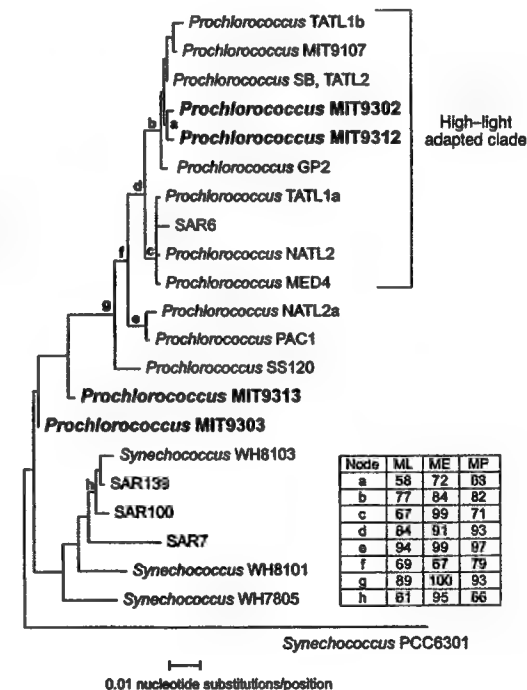 Prochlorococcus TATL1b
Prochlorococcus MIT9107
Prochlorococcus SB, TATL2
Prochlorococcus MIT9302
a
Prochlorococcus MIT9312
b
High-light
adapted clade
Prochlorococcus GP2
d
Prochlorococcus TATL1a
SAR6
f
c
Prochlorococcus NATL2
Prochlorococcus MED4
g
Prochlorococcus NATL2a
e
Prochlorococcus PAC1
Prochlorococcus SS120
Prochlorococcus MIT9313
Prochlorococcus MIT9303
Synechococcus WH8103
h
SAR139
SAR100
SAR7
Synechococcus WH8101
Synechococcus WH7805
Node ML ME MP
a 58 72 63
b 77 84 82
c 67 99 71
d 84 91 93
e 94 99 97
f 69 67 79
g 89 100 93
h 61 95 66
Synechococcus PCC6301
0.01 nucleotide substitutions/position